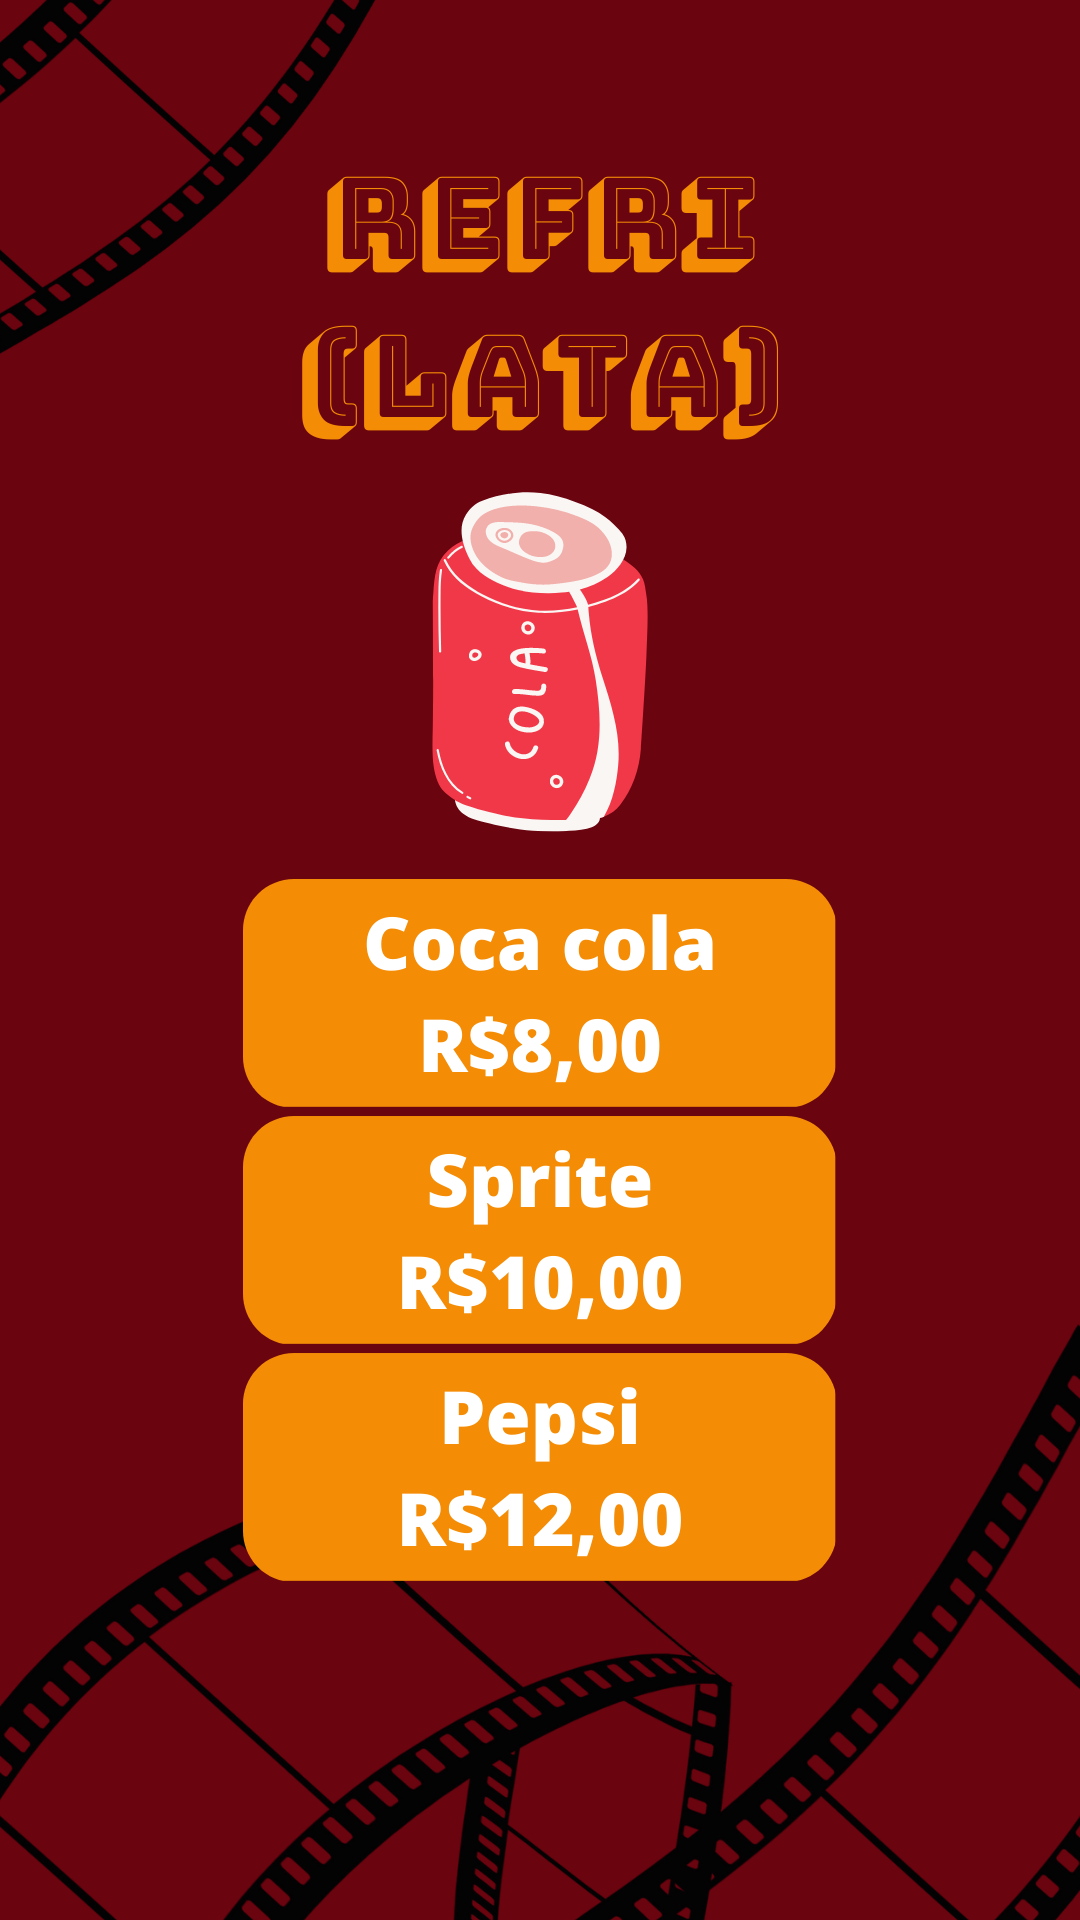 REFRI
(LATA)
COLA
Coca cola
R$8,00
Sprite
R$10,00
Pepsi
R$12,00